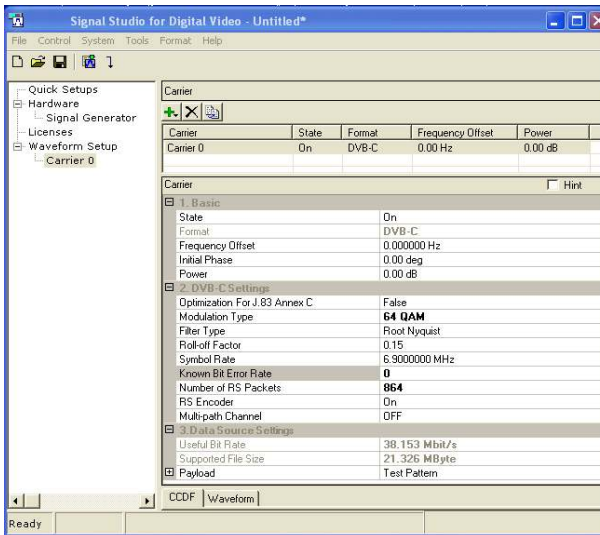 Signal Studio for Digital Video - Untitled*
File Control System Tools Format Help
Quick Setups
Hardware
Signal Generator
Licenses
Waveform Setup
Carrier 0
Carrier
Carrier State Format Frequency Offset Power
Carrier 0 On DVB-C 0.00 Hz 0.00 dB
Carrier Hint
1. Basic
State On
Format DVB-C
Frequency Offset 0.000000 Hz
Initial Phase 0.00 deg
Power 0.00 dB
2. DVB-C Settings
Optimization For J.83 Annex C False
Modulation Type 64 QAM
Filter Type Root Nyquist
Roll-off Factor 0.15
Symbol Rate 6.9000000 MHz
Known Bit Error Rate 0
Number of RS Packets 864
RS Encoder On
Multi-path Channel OFF
3.Data Source Settings
Useful Bit Rate 38.153 Mbit/s
Supported File Size 21.326 MByte
Payload Test Pattern
CCDF Waveform
Ready